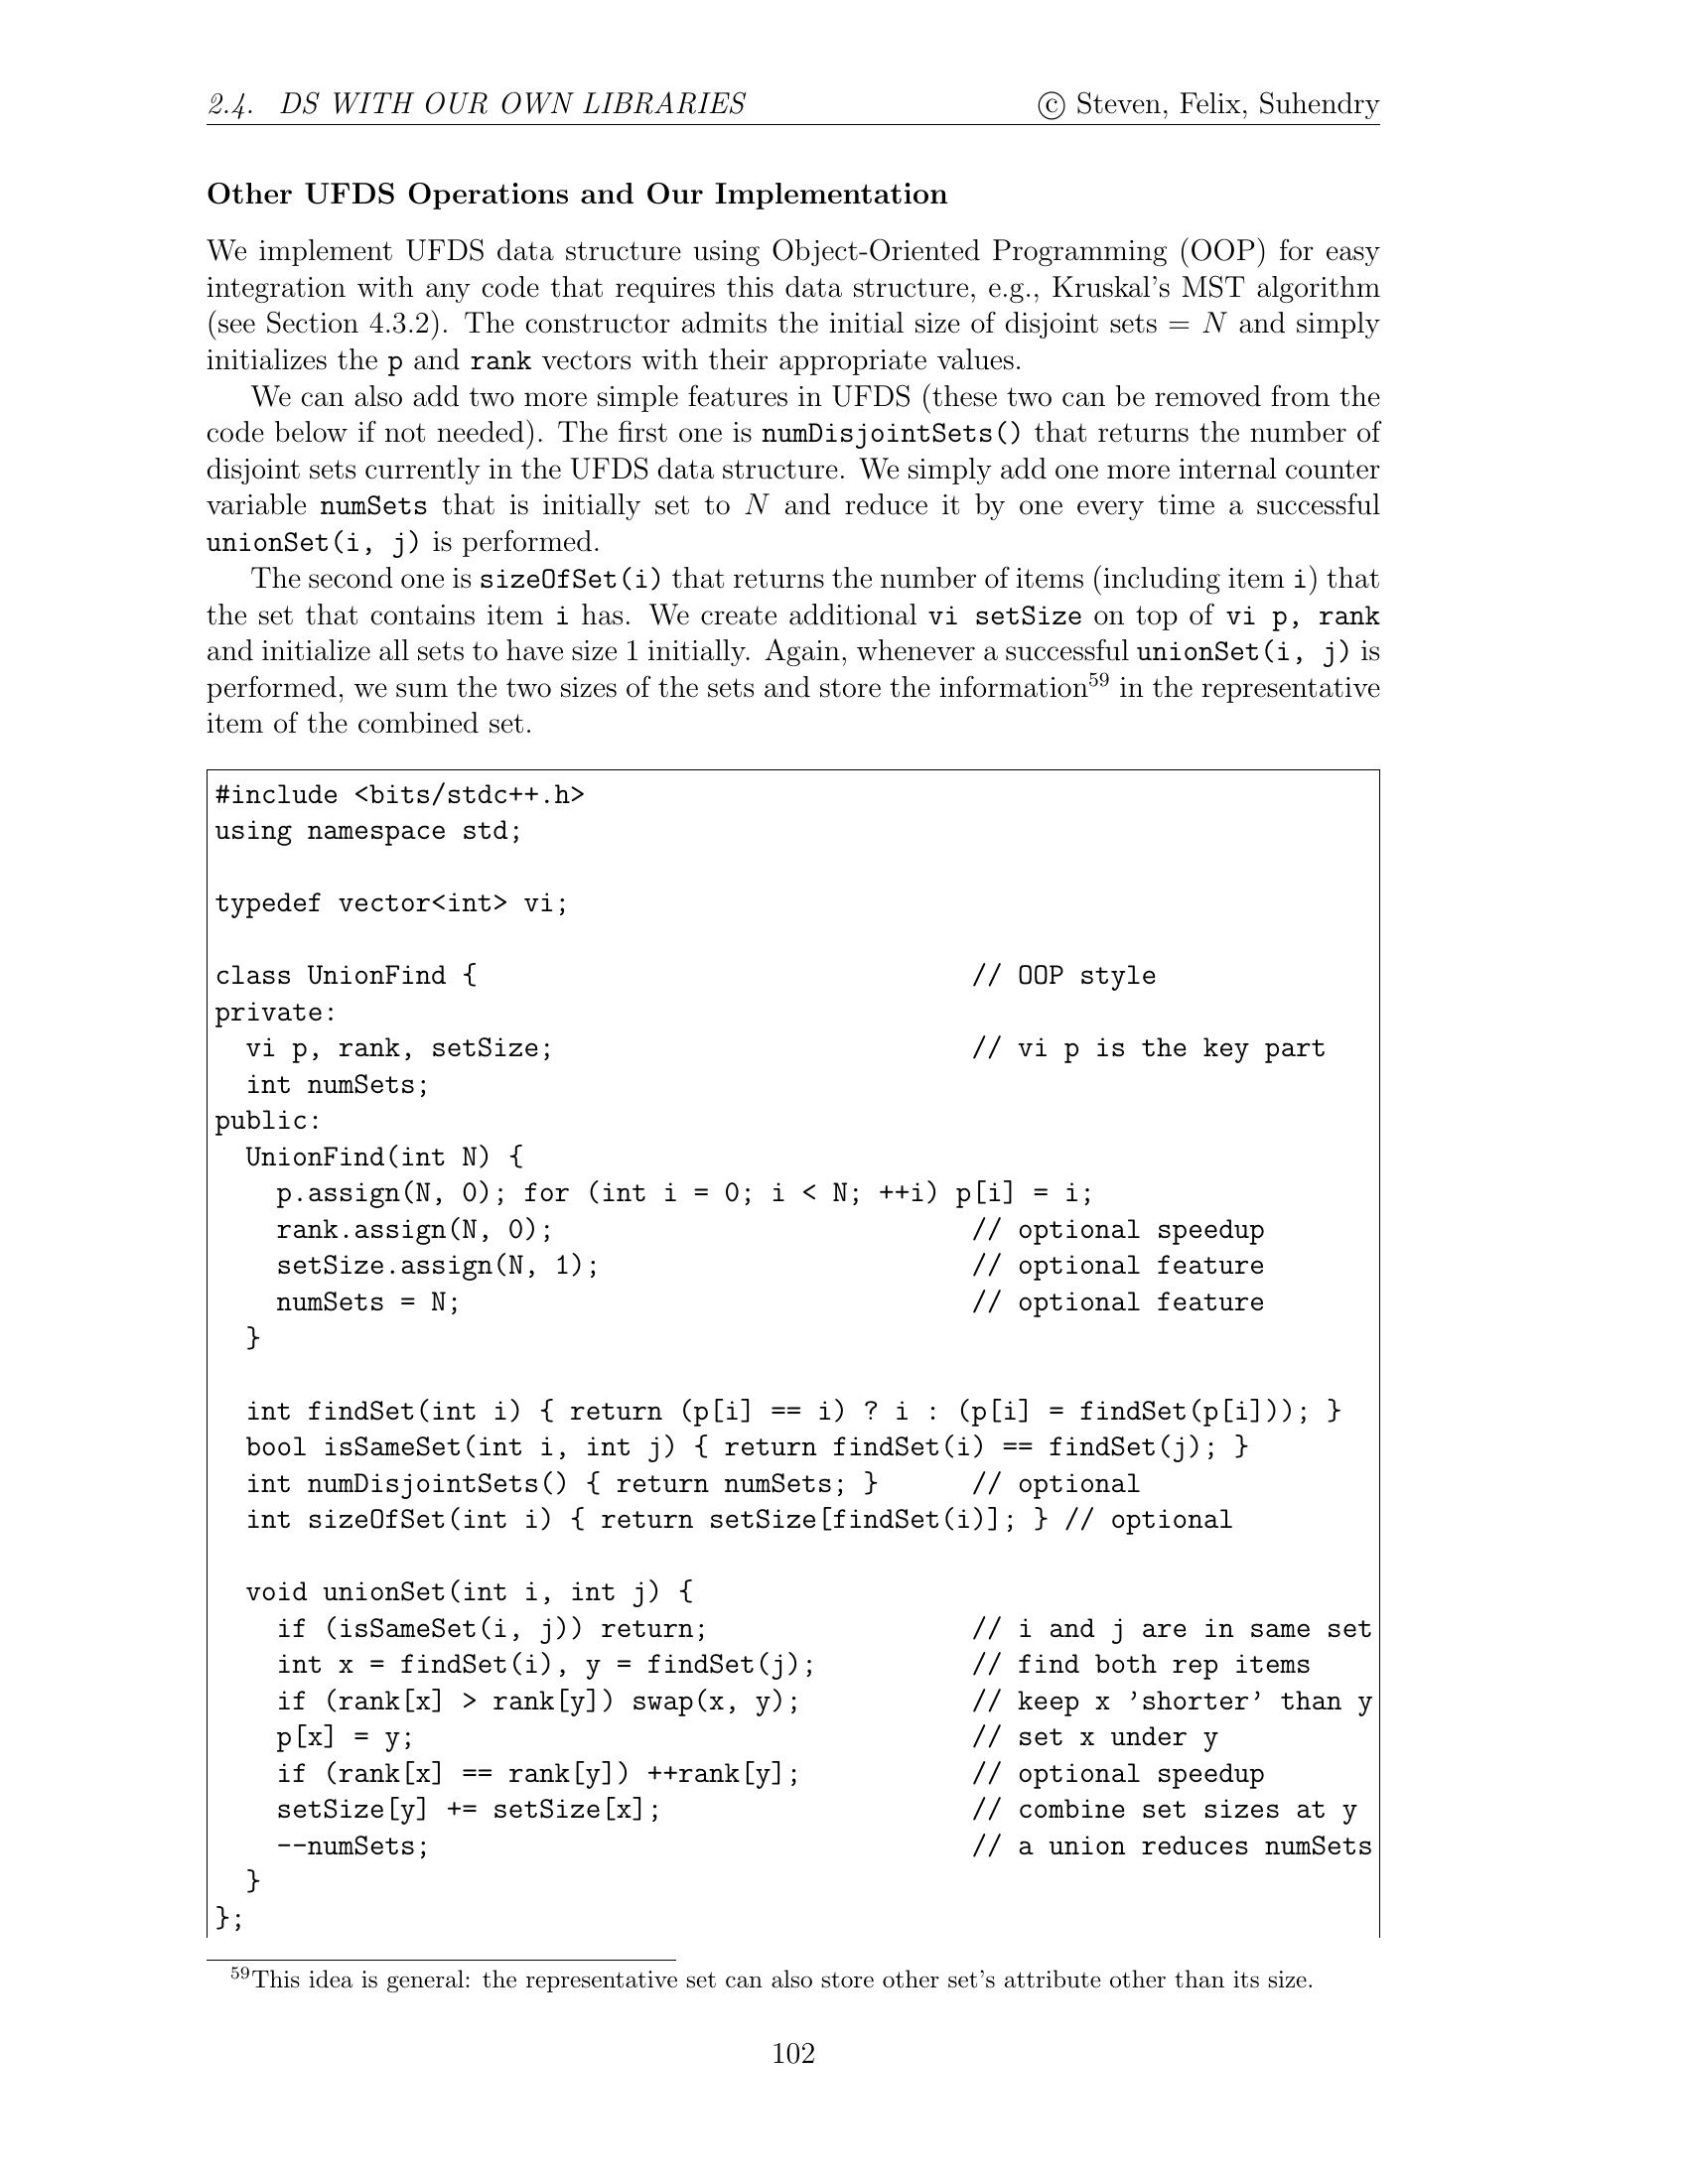 2.4. DS WITH OUR OWN LIBRARIES © Steven, Felix, Suhendry
Other UFDS Operations and Our Implementation
We implement UFDS data structure using Object-Oriented Programming (OOP) for easy
integration with any code that requires this data structure, e.g., Kruskal's MST algorithm
(see Section 4.3.2). The constructor admits the initial size of disjoint sets = N and simply
initializes the p and rank vectors with their appropriate values.
We can also add two more simple features in UFDS (these two can be removed from the
code below if not needed). The first one is numDisjointSets() that returns the number of
disjoint sets currently in the UFDS data structure. We simply add one more internal counter
variable numSets that is initially set to N and reduce it by one every time a successful
unionSet(i, j) is performed.
The second one is sizeOfSet(i) that returns the number of items (including item i) that
the set that contains item i has. We create additional vi setSize on top of vi p, rank
and initialize all sets to have size 1 initially. Again, whenever a successful unionSet(i, j) is
performed, we sum the two sizes of the sets and store the information59 in the representative
item of the combined set.
#include <bits/stdc++.h>
using namespace std;
typedef vector<int> vi;
class UnionFind { // OOP style
private:
vi p, rank, setSize; // vi p is the key part
int numSets;
public:
UnionFind(int N) {
p.assign(N, 0); for (int i = 0; i < N; ++i) p[i] = i;
rank.assign(N, 0); // optional speedup
setSize.assign(N, 1); // optional feature
numSets = N; // optional feature
}
int findSet(int i) { return (p[i] == i) ? i : (p[i] = findSet(p[i])); }
bool isSameSet(int i, int j) { return findSet(i) == findSet(j); }
int numDisjointSets() { return numSets; } // optional
int sizeOfSet(int i) { return setSize[findSet(i)]; } // optional
void unionSet(int i, int j) {
if (isSameSet(i, j)) return; // i and j are in same set
int x = findSet(i), y = findSet(j); // find both rep items
if (rank[x] > rank[y]) swap(x, y); // keep x 'shorter' than y
p[x] = y; // set x under y
if (rank[x] == rank[y]) ++rank[y]; // optional speedup
setSize[y] += setSize[x]; // combine set sizes at y
--numSets; // a union reduces numSets
}
};
59This idea is general: the representative set can also store other set's attribute other than its size.
102